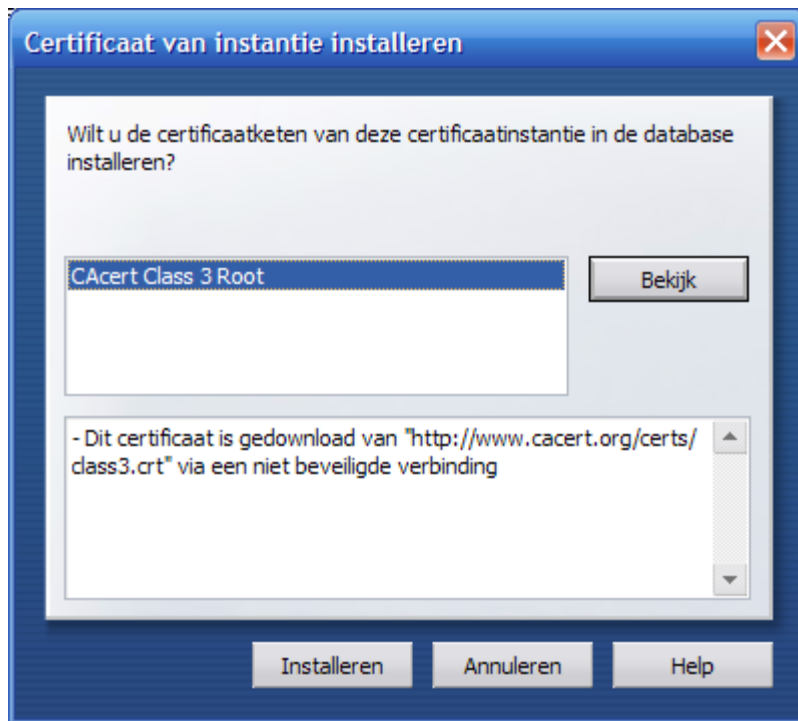 Certificaat van instantie installeren
Wilt u de certificaatketen van deze certificaatinstantie in de database
installeren?
CAcert Class 3 Root
Bekijk
- Dit certificaat is gedownload van "http://www.cacert.org/certs/
class3.crt" via een niet beveiligde verbinding
Installeren
Annuleren
Help